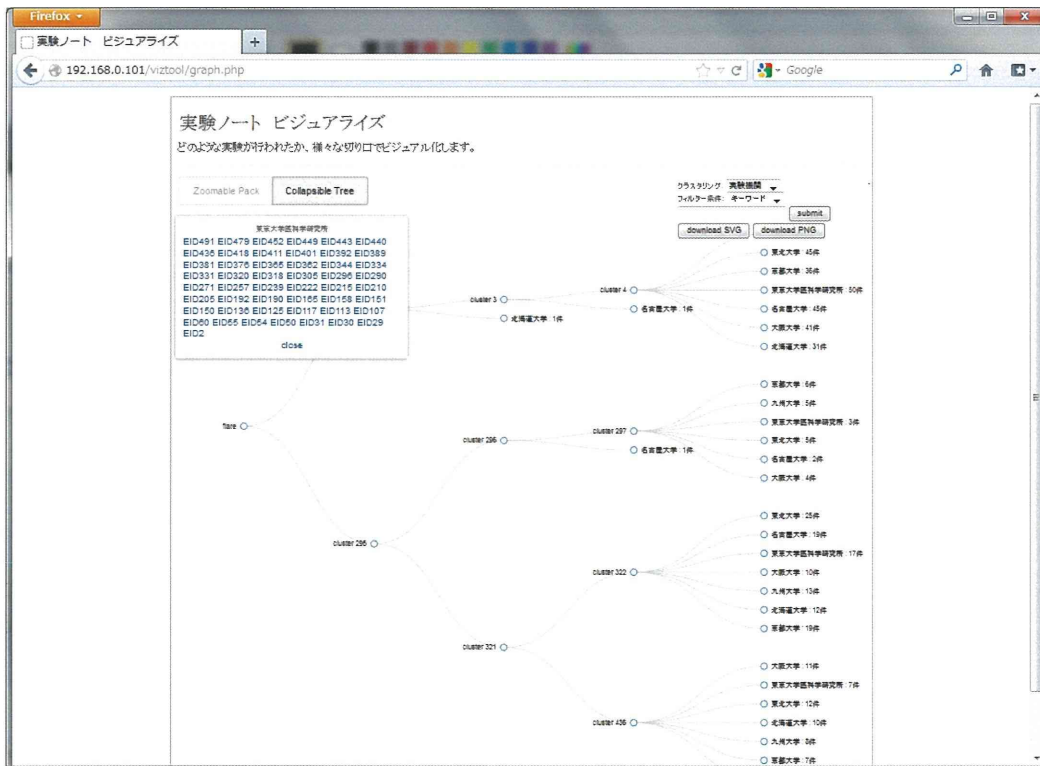 Firefox
実験ノート ビジュアライズ
192.168.0.101/viztool/graph.php
Google
実験ノート ビジュアライズ
どのような実験が行われたか、様々な切り口でビジュアル化します。
Zoomable Pack
Collapsible Tree
クラスタリング: 実験機関
フィルター条件: キーワード
submit
download SVG
download PNG
東京大学医科学研究所
EID491 EID479 EID452 EID449 EID443 EID440
EID436 EID418 EID411 EID401 EID392 EID389
EID381 EID376 EID365 EID362 EID344 EID334
EID331 EID320 EID318 EID305 EID296 EID290
EID271 EID257 EID239 EID222 EID215 EID210
EID205 EID192 EID190 EID165 EID158 EID151
EID150 EID136 EID125 EID117 EID113 EID107
EID60 EID55 EID54 EID50 EID31 EID30 EID29
EID2
close
東北大学: 45件
京都大学: 36件
cluster 4
東京大学医科学研究所: 50件
cluster 3
名古屋大学: 1件
名古屋大学: 45件
北海道大学: 1件
大阪大学: 41件
北海道大学: 31件
京都大学: 6件
九州大学: 5件
flare
東京大学医科学研究所: 3件
cluster 297
東北大学: 5件
cluster 296
名古屋大学: 1件
名古屋大学: 2件
大阪大学: 4件
東北大学: 25件
名古屋大学: 19件
cluster 295
東京大学医科学研究所: 17件
cluster 322
大阪大学: 10件
九州大学: 13件
北海道大学: 12件
京都大学: 19件
cluster 321
大阪大学: 11件
東京大学医科学研究所: 7件
東北大学: 12件
cluster 436
北海道大学: 10件
九州大学: 8件
京都大学: 7件